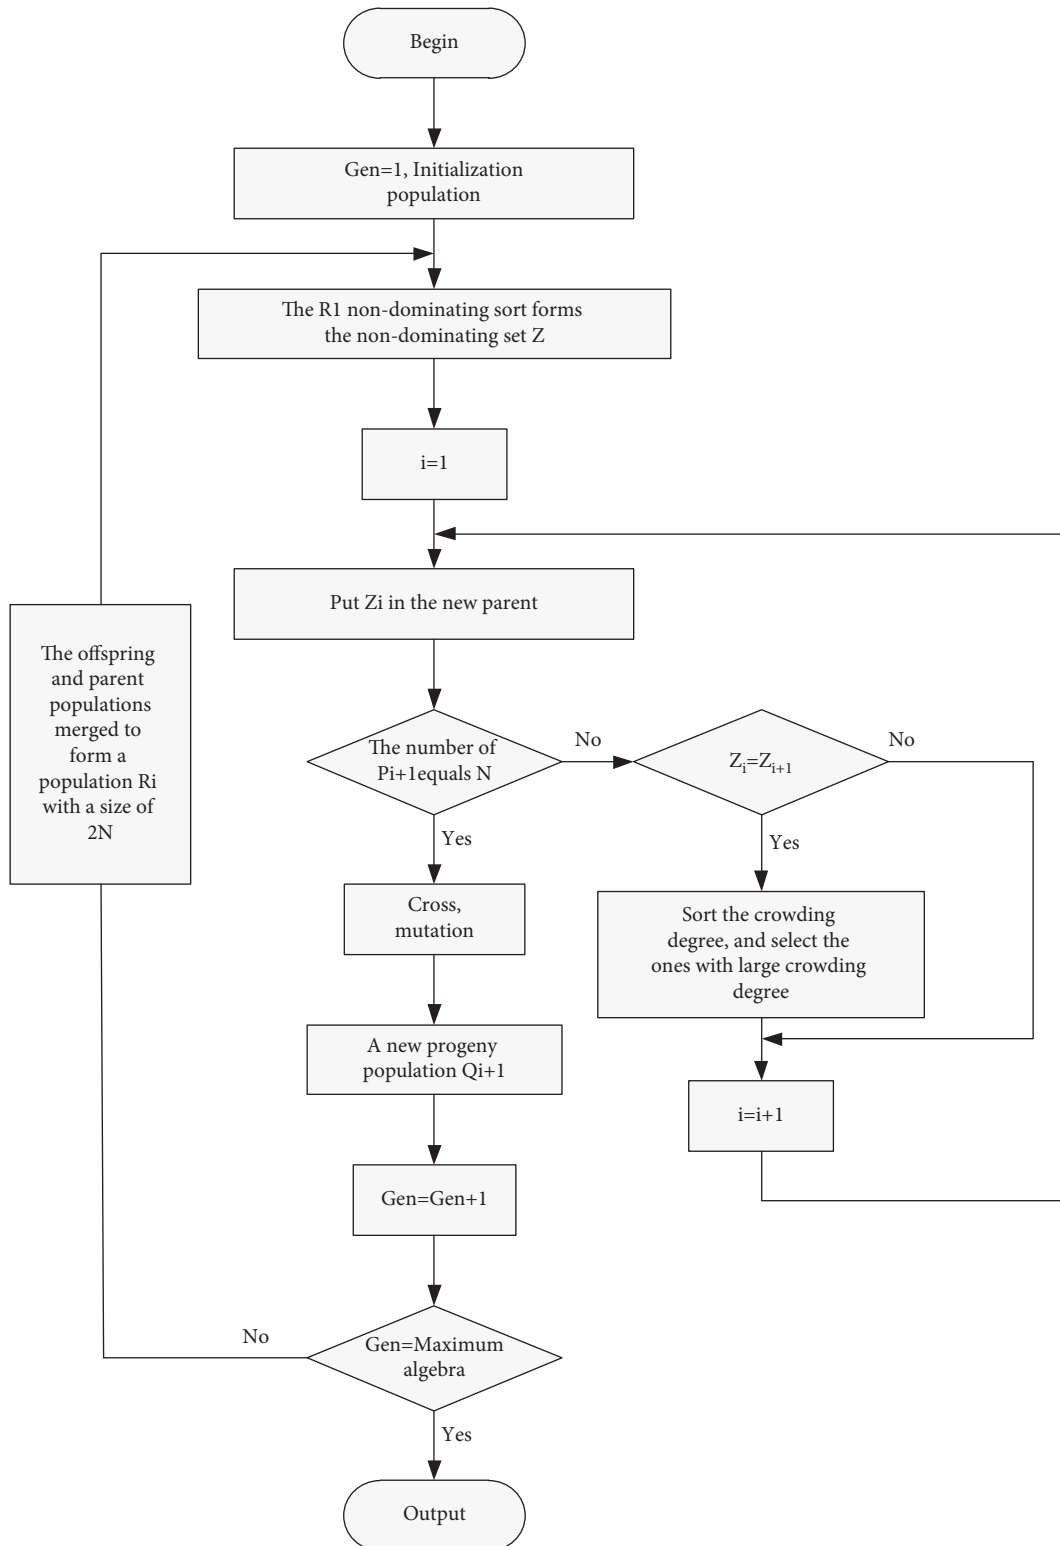 Begin
Gen=1, Initialization
population
The R1 non-dominating sort forms
the non-dominating set Z
i=1
Put Zi in the new parent
The offspring
and parent
populations
merged to
form a
population Ri
with a size of
2N
The number of
Pi+1equals N
No
Z_i=Z_{i+1}
No
Yes
Yes
Cross,
mutation
Sort the crowding
degree, and select the
ones with large crowding
degree
A new progeny
population Qi+1
i=i+1
Gen=Gen+1
No
Gen=Maximum
algebra
Yes
Output